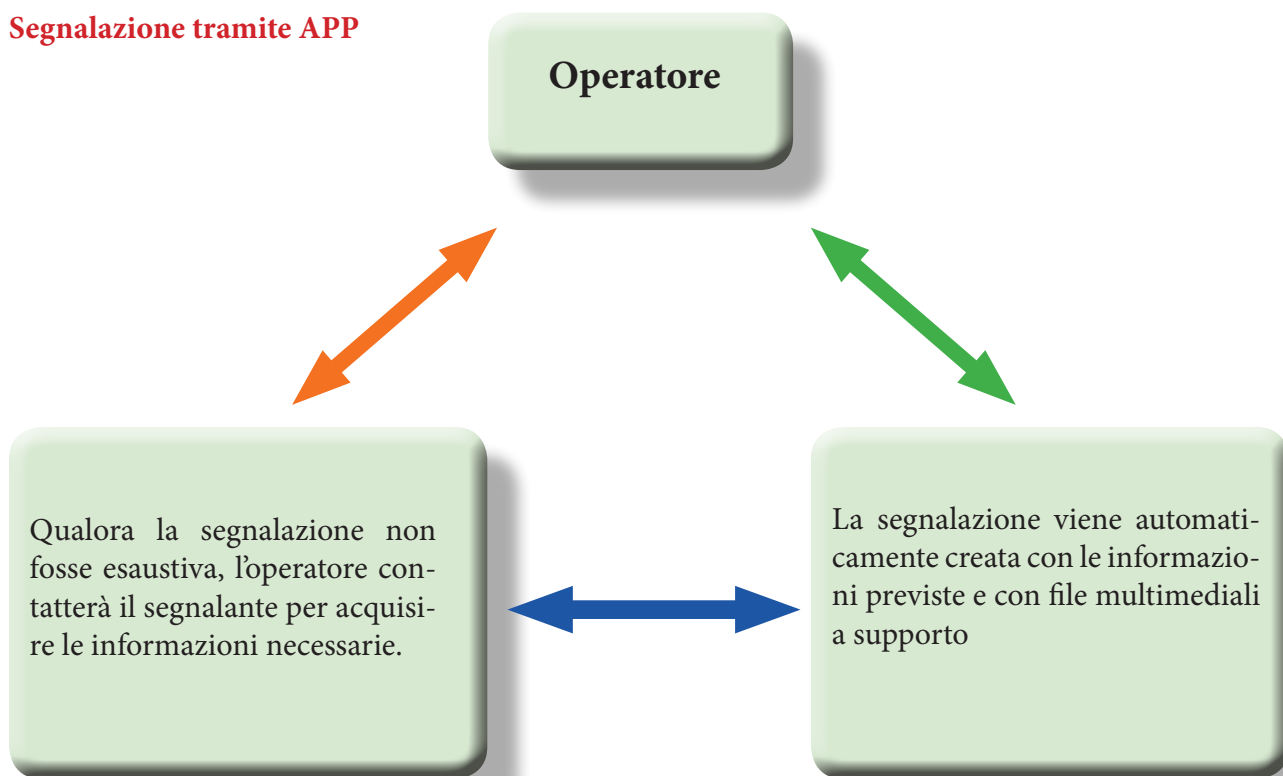 Segnalazione tramite APP
Operatore
Qualora la segnalazione non
fosse esaustiva, l'operatore con-
tatterà il segnalante per acquisi-
re le informazioni necessarie.
La segnalazione viene automati-
camente creata con le informazio-
ni previste e con file multimediali
a supporto